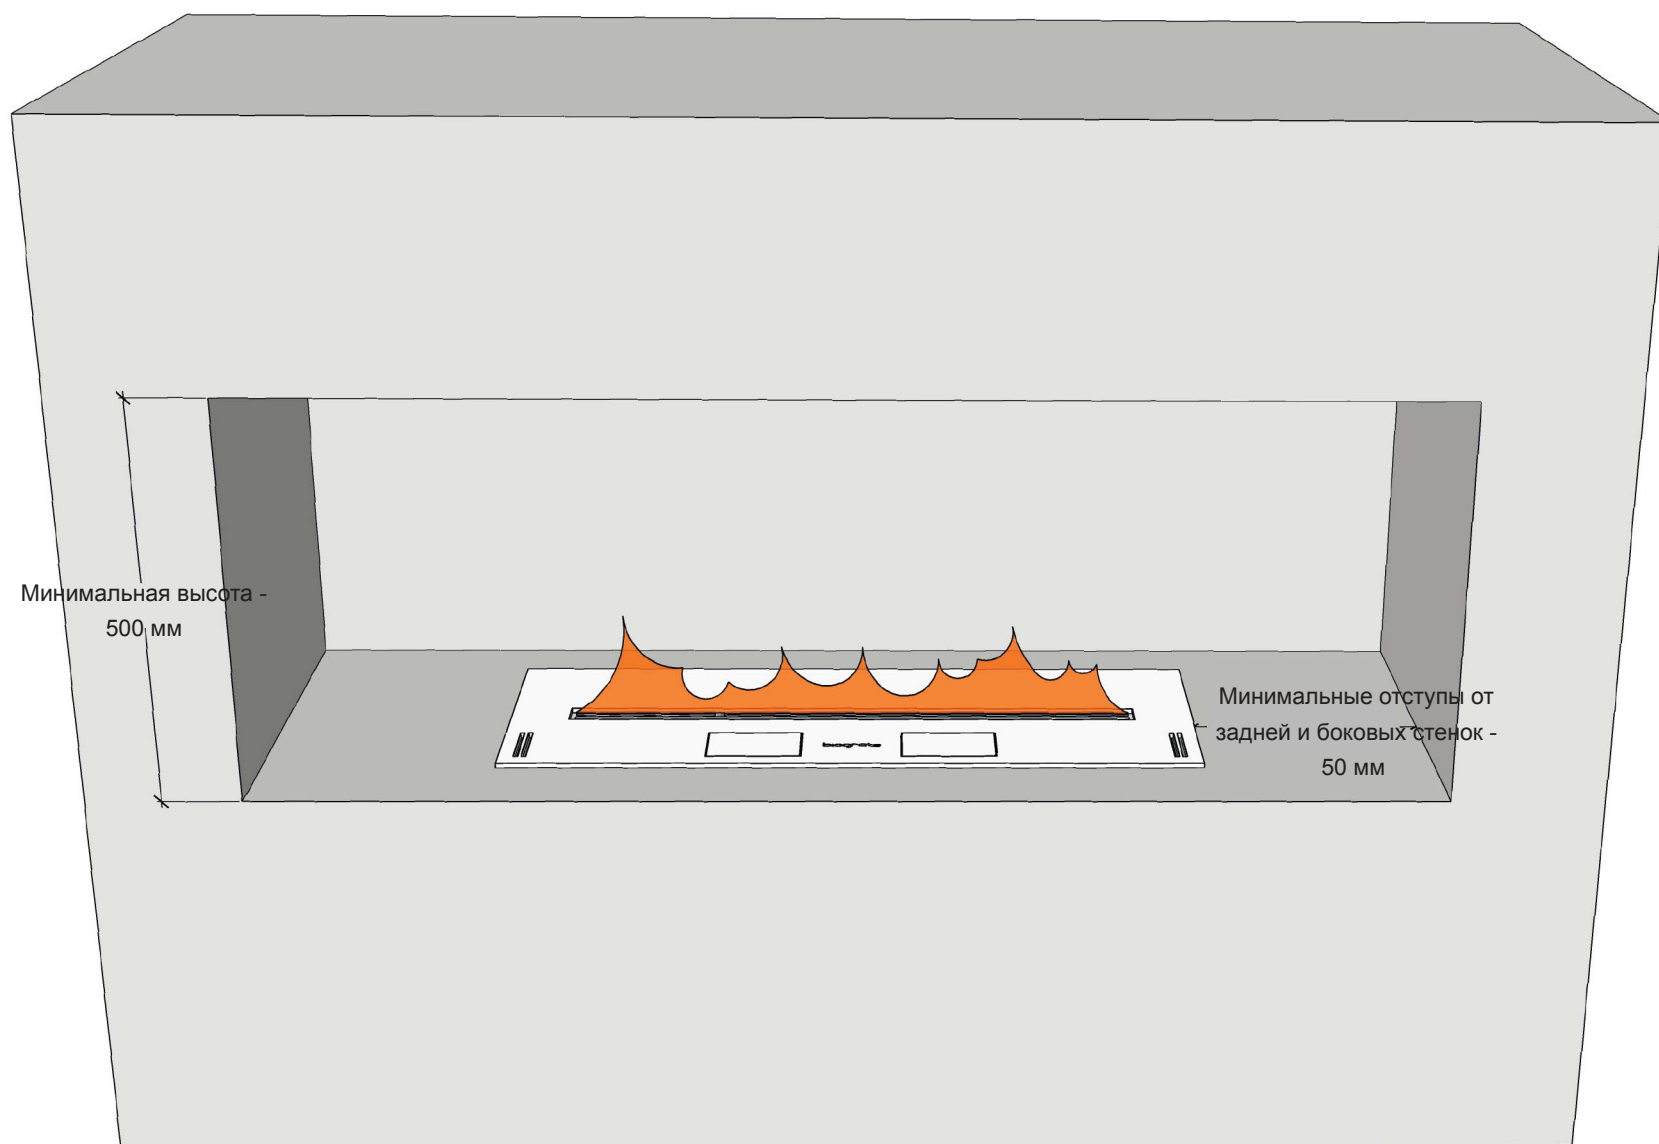 Минимальная высота -
500 мм
Минимальные отступы от
задней и боковых стенок -
50 мм